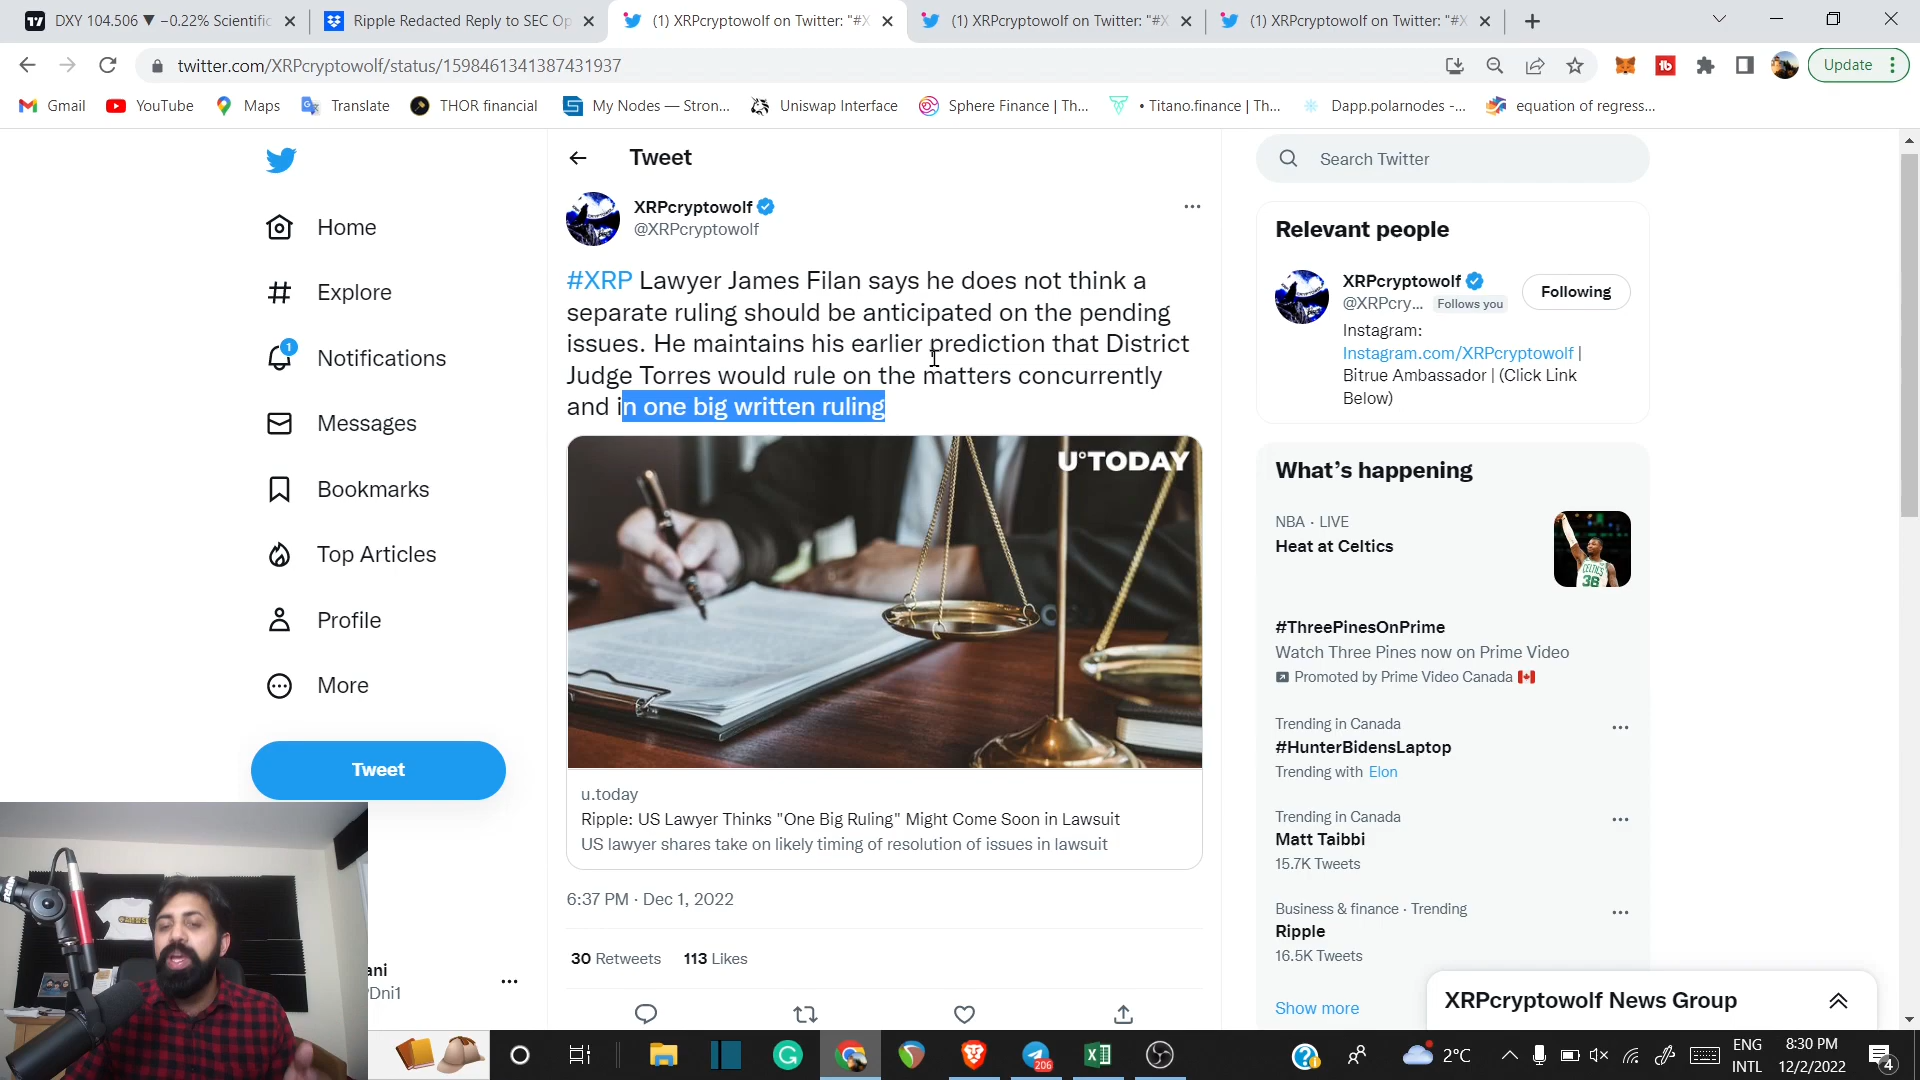 DXY 104.506 ▼ −0.22% Scientific
Ripple Redacted Reply to SEC Op
(1) XRPcryptowolf on Twitter: "#X
(1) XRPcryptowolf on Twitter: "#X
(1) XRPcryptowolf on Twitter: "#X
twitter.com/XRPcryptowolf/status/1598461341387431937
Update
Gmail
YouTube
Maps
Translate
THOR financial
My Nodes — Stron...
Uniswap Interface
Sphere Finance | Th...
• Titano.finance | Th...
Dapp.polarnodes -...
equation of regress...
Home
Explore
1
Notifications
Messages
Bookmarks
Top Articles
Profile
More
Tweet
ani
Dni1
Tweet
XRPcryptowolf
@XRPcryptowolf
#XRP Lawyer James Filan says he does not think a
separate ruling should be anticipated on the pending
issues. He maintains his earlier prediction that District
Judge Torres would rule on the matters concurrently
and in one big written ruling
U°TODAY
u.today
Ripple: US Lawyer Thinks "One Big Ruling" Might Come Soon in Lawsuit
US lawyer shares take on likely timing of resolution of issues in lawsuit
6:37 PM · Dec 1, 2022
30 Retweets 113 Likes
Search Twitter
Relevant people
XRPcryptowolf
@XRPcry... Follows you
Following
Instagram:
Instagram.com/XRPcryptowolf |
Bitrue Ambassador | (Click Link
Below)
What's happening
NBA · LIVE
Heat at Celtics
#ThreePinesOnPrime
Watch Three Pines now on Prime Video
Promoted by Prime Video Canada
Trending in Canada
#HunterBidensLaptop
Trending with Elon
Trending in Canada
Matt Taibbi
15.7K Tweets
Business & finance · Trending
Ripple
16.5K Tweets
Show more
XRPcryptowolf News Group
206
2°C
ENG
INTL
8:30 PM
12/2/2022
4